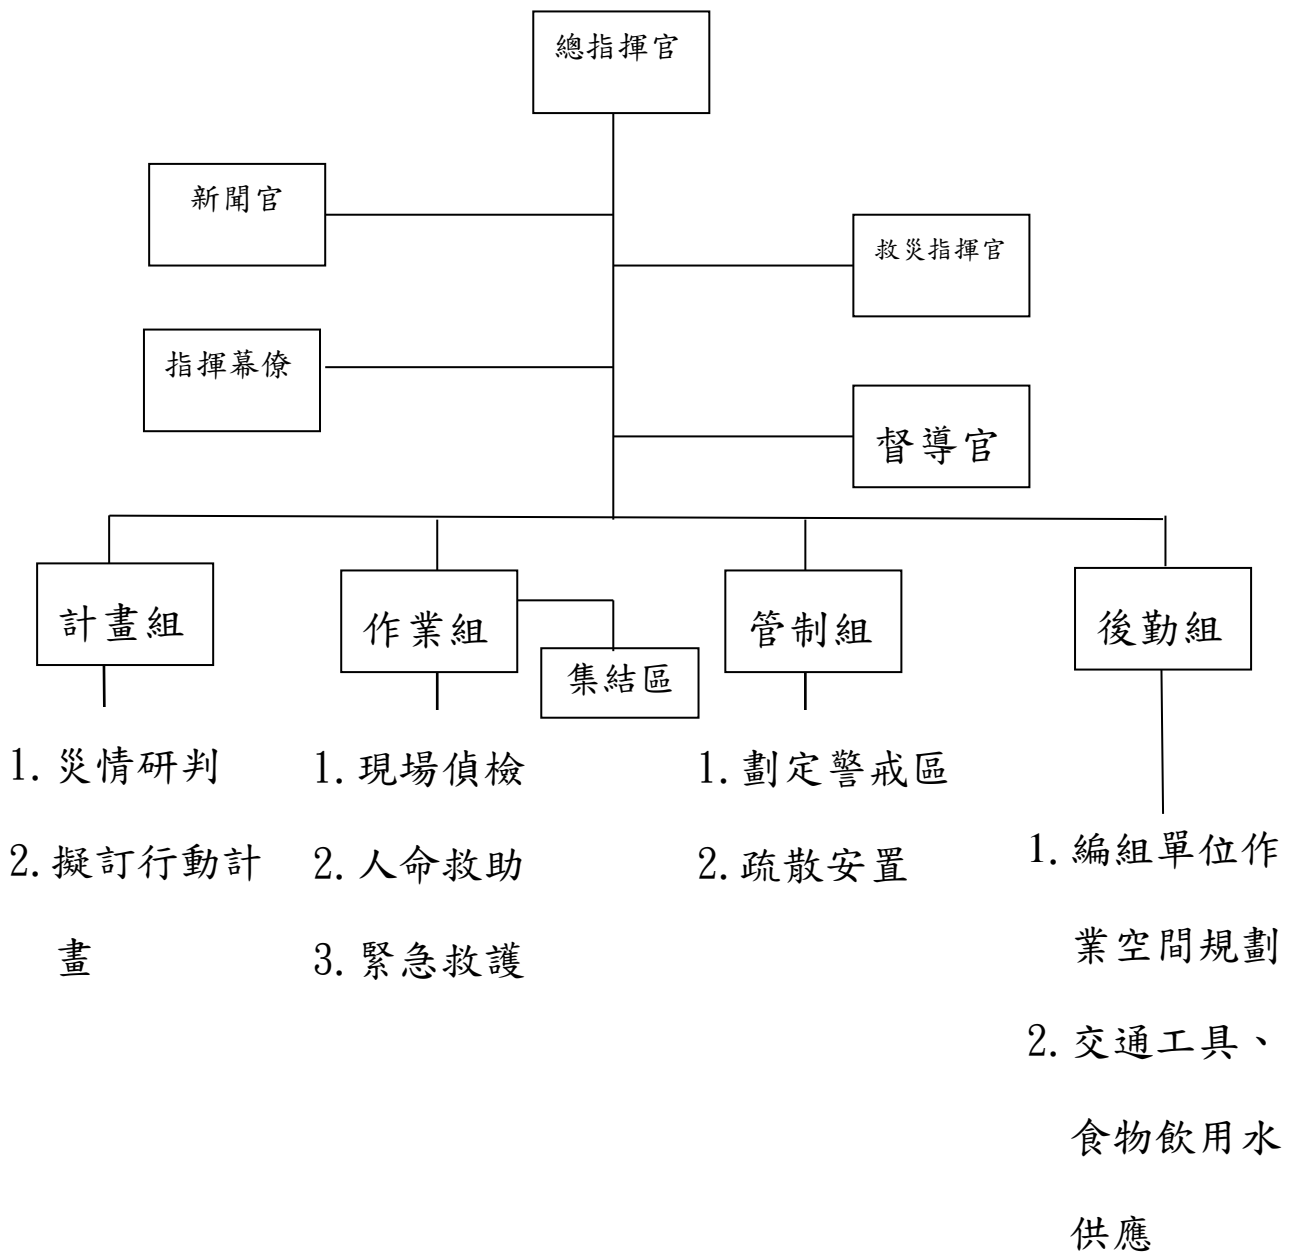 總指揮官
新聞官
救災指揮官
指揮幕僚
督導官
計畫組
作業組
管制組
後勤組
集結區
1. 災情研判
2. 擬訂行動計
畫
1. 現場偵檢
2. 人命救助
3. 緊急救護
1. 劃定警戒區
2. 疏散安置
1. 編組單位作
業空間規劃
2. 交通工具、
食物飲用水
供應